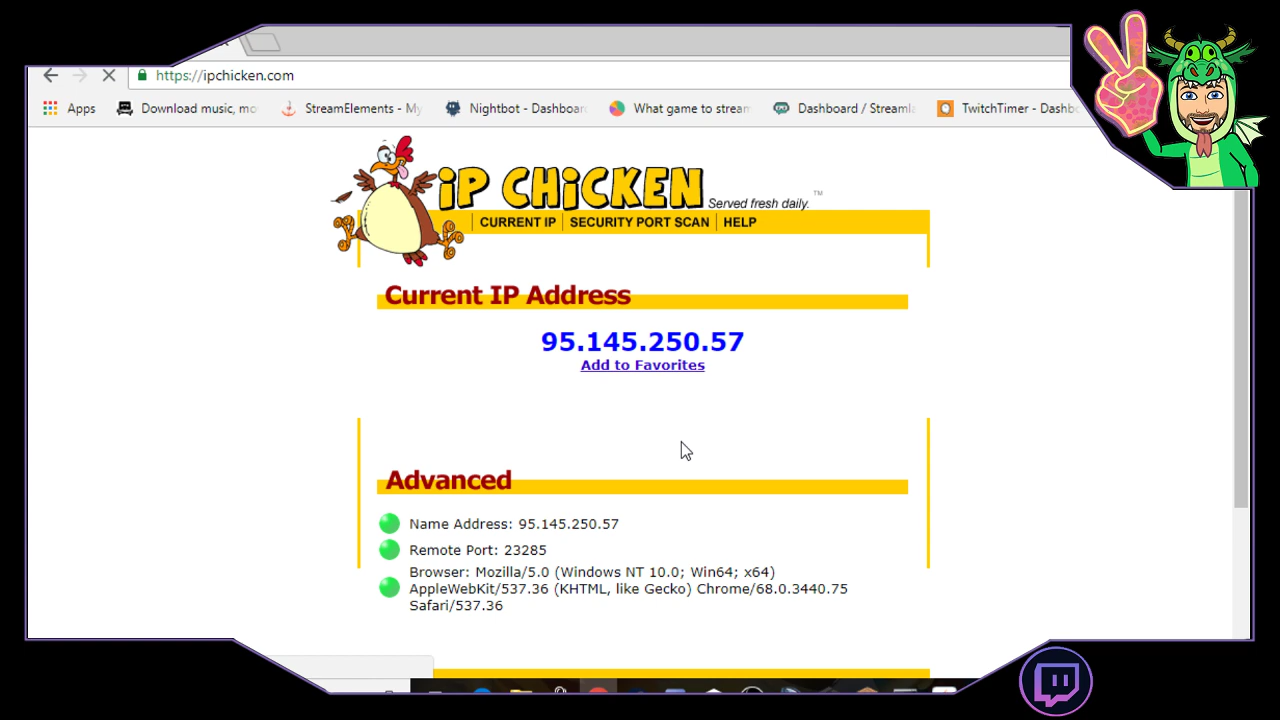 https://ipchicken.com
Apps Download music, mo StreamElements - My Nightbot - Dashboar What game to stream Dashboard / Streamla TwitchTimer - Dashb
iP CHiCKEN Served fresh daily. ™
CURRENT IP SECURITY PORT SCAN HELP
Current IP Address
95.145.250.57
Add to Favorites
Advanced
Name Address: 95.145.250.57
Remote Port: 23285
Browser: Mozilla/5.0 (Windows NT 10.0; Win64; x64)
AppleWebKit/537.36 (KHTML, like Gecko) Chrome/68.0.3440.75
Safari/537.36